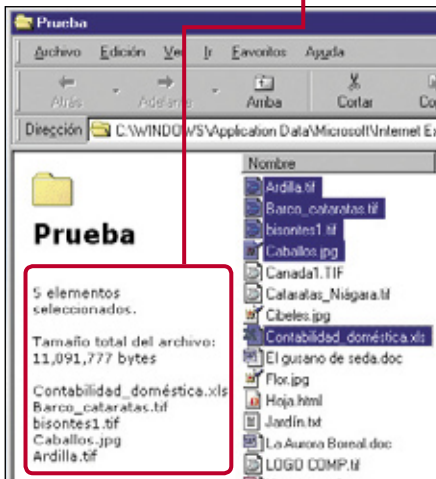 Prueba
Archivo Edición Ver Ir Favoritos Ayuda
Atrás Adelante Arriba Cortar
Dirección C:\WINDOWS\Application Data\Microsoft\Internet
Prueba
5 elementos
seleccionados.
Tamaño total del archivo:
11,091,777 bytes
Contabilidad_doméstica.xls
Barco_cataratas.tif
bisontes1.tif
Caballos.jpg
Ardilla.tif
Nombre
Ardilla.tif
Barco_cataratas.tif
bisontes1.tif
Caballos.jpg
Canada1.TIF
Cataratas_Niágara.tif
Cibeles.jpg
Contabilidad_doméstica.xls
El gusano de seda.doc
Flor.jpg
Hoja.html
Jardín.txt
La Aurora Boreal.doc
LOGO COMP.tif